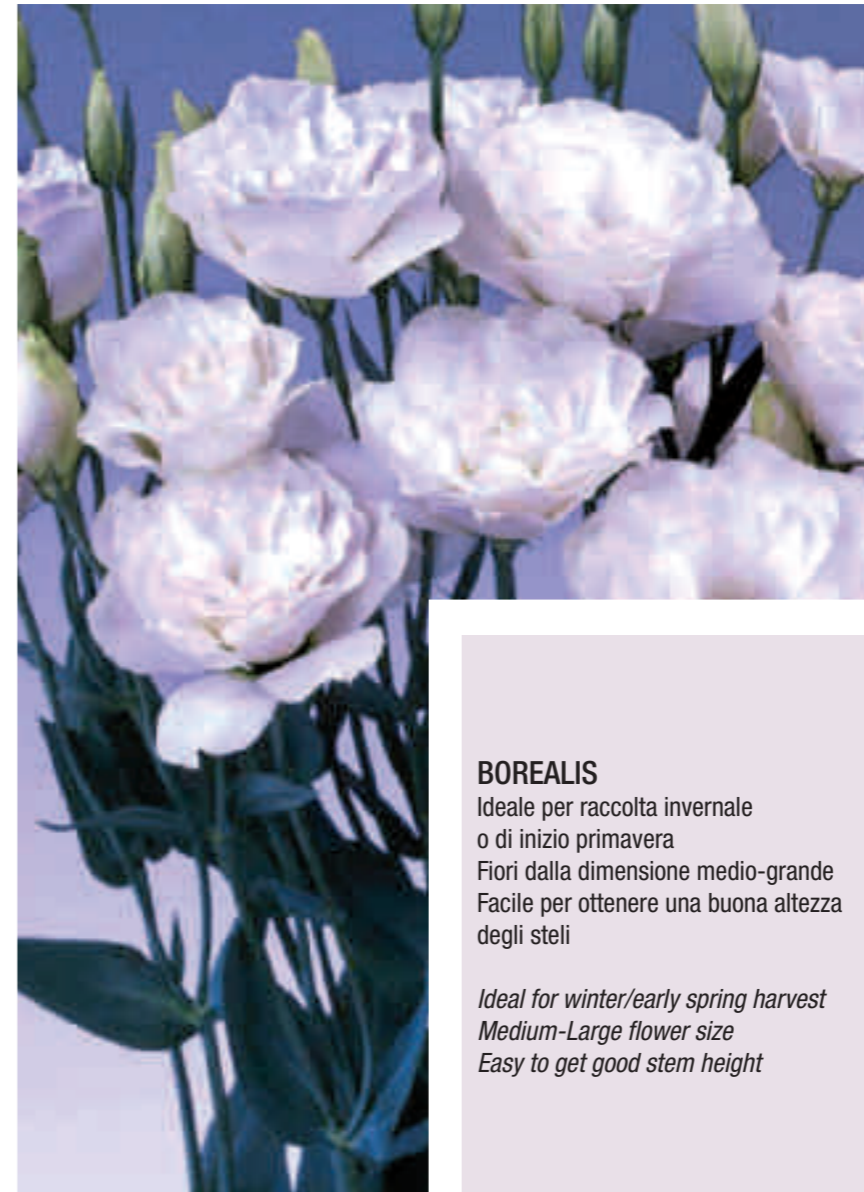 BOREALIS
Ideale per raccolta invernale
o di inizio primavera
Fiori dalla dimensione medio-grande
Facile per ottenere una buona altezza
degli steli
Ideal for winter/early spring harvest
Medium-Large flower size
Easy to get good stem height